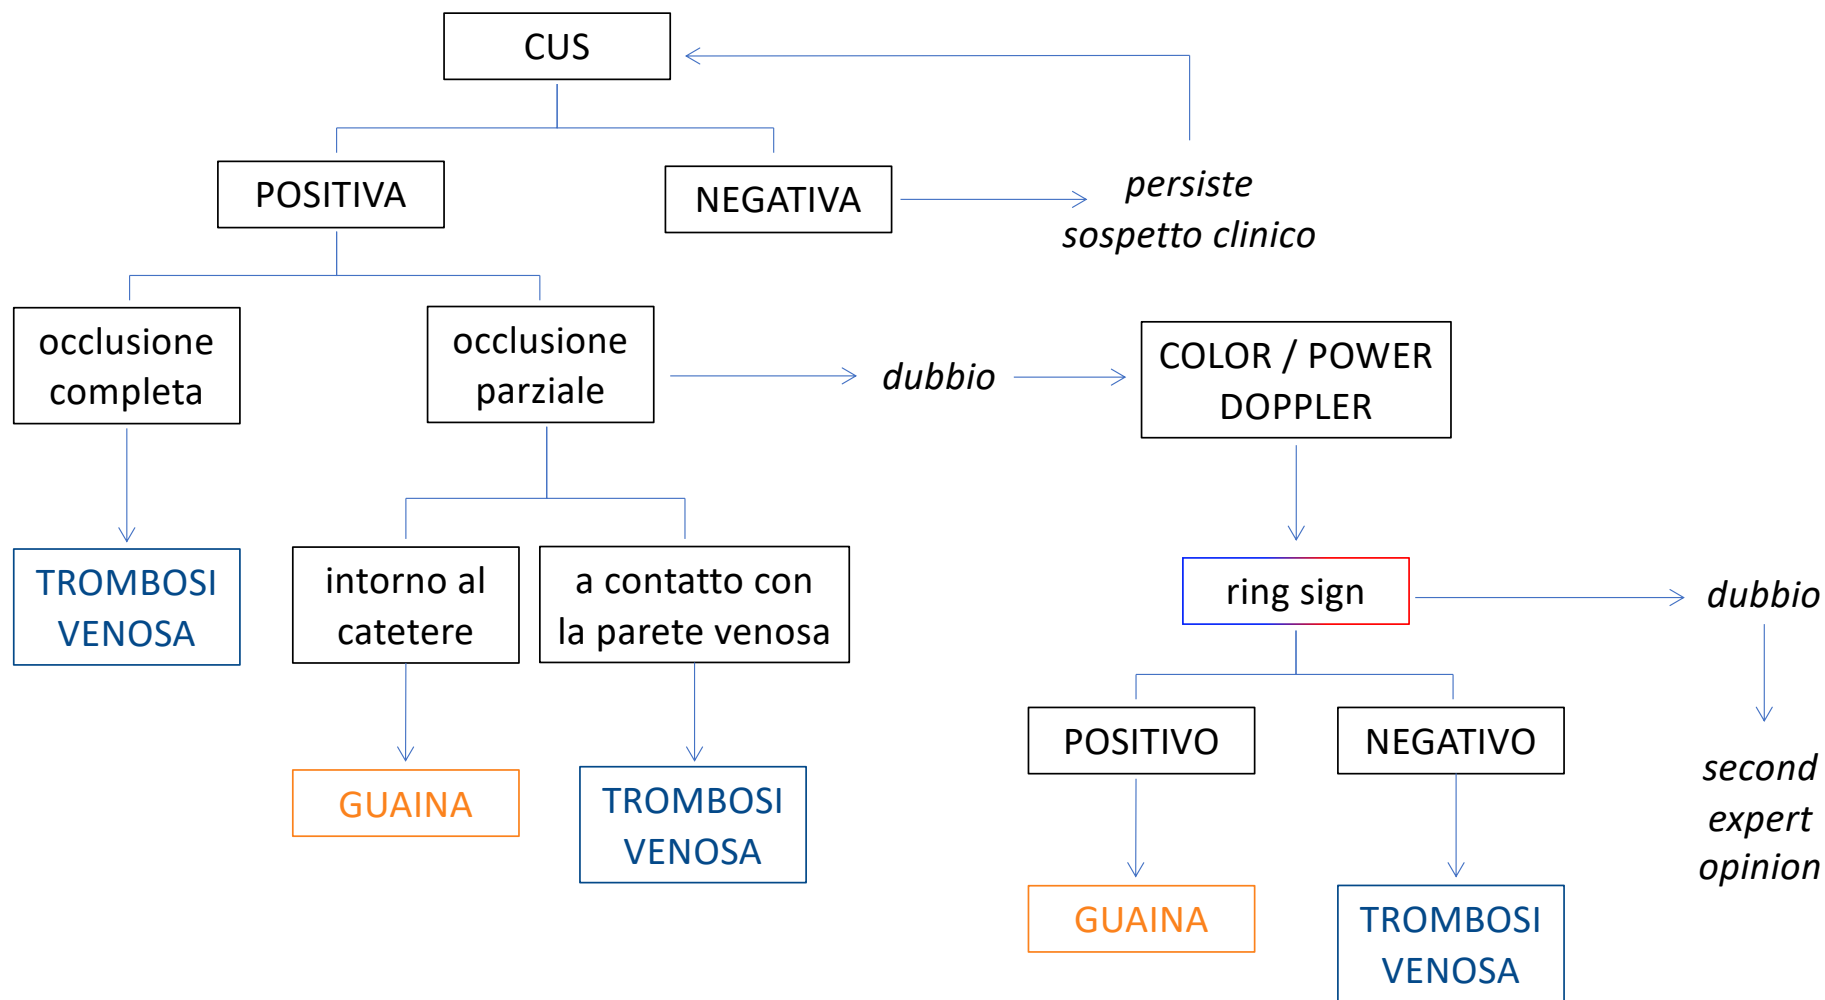 CUS
POSITIVA
NEGATIVA
persiste
sospetto clinico
occlusione
completa
occlusione
parziale
dubbio
COLOR / POWER
DOPPLER
TROMBOSI
VENOSA
intorno al
catetere
a contatto con
la parete venosa
ring sign
dubbio
GUAINA
TROMBOSI
VENOSA
POSITIVO
NEGATIVO
second
expert
opinion
GUAINA
TROMBOSI
VENOSA